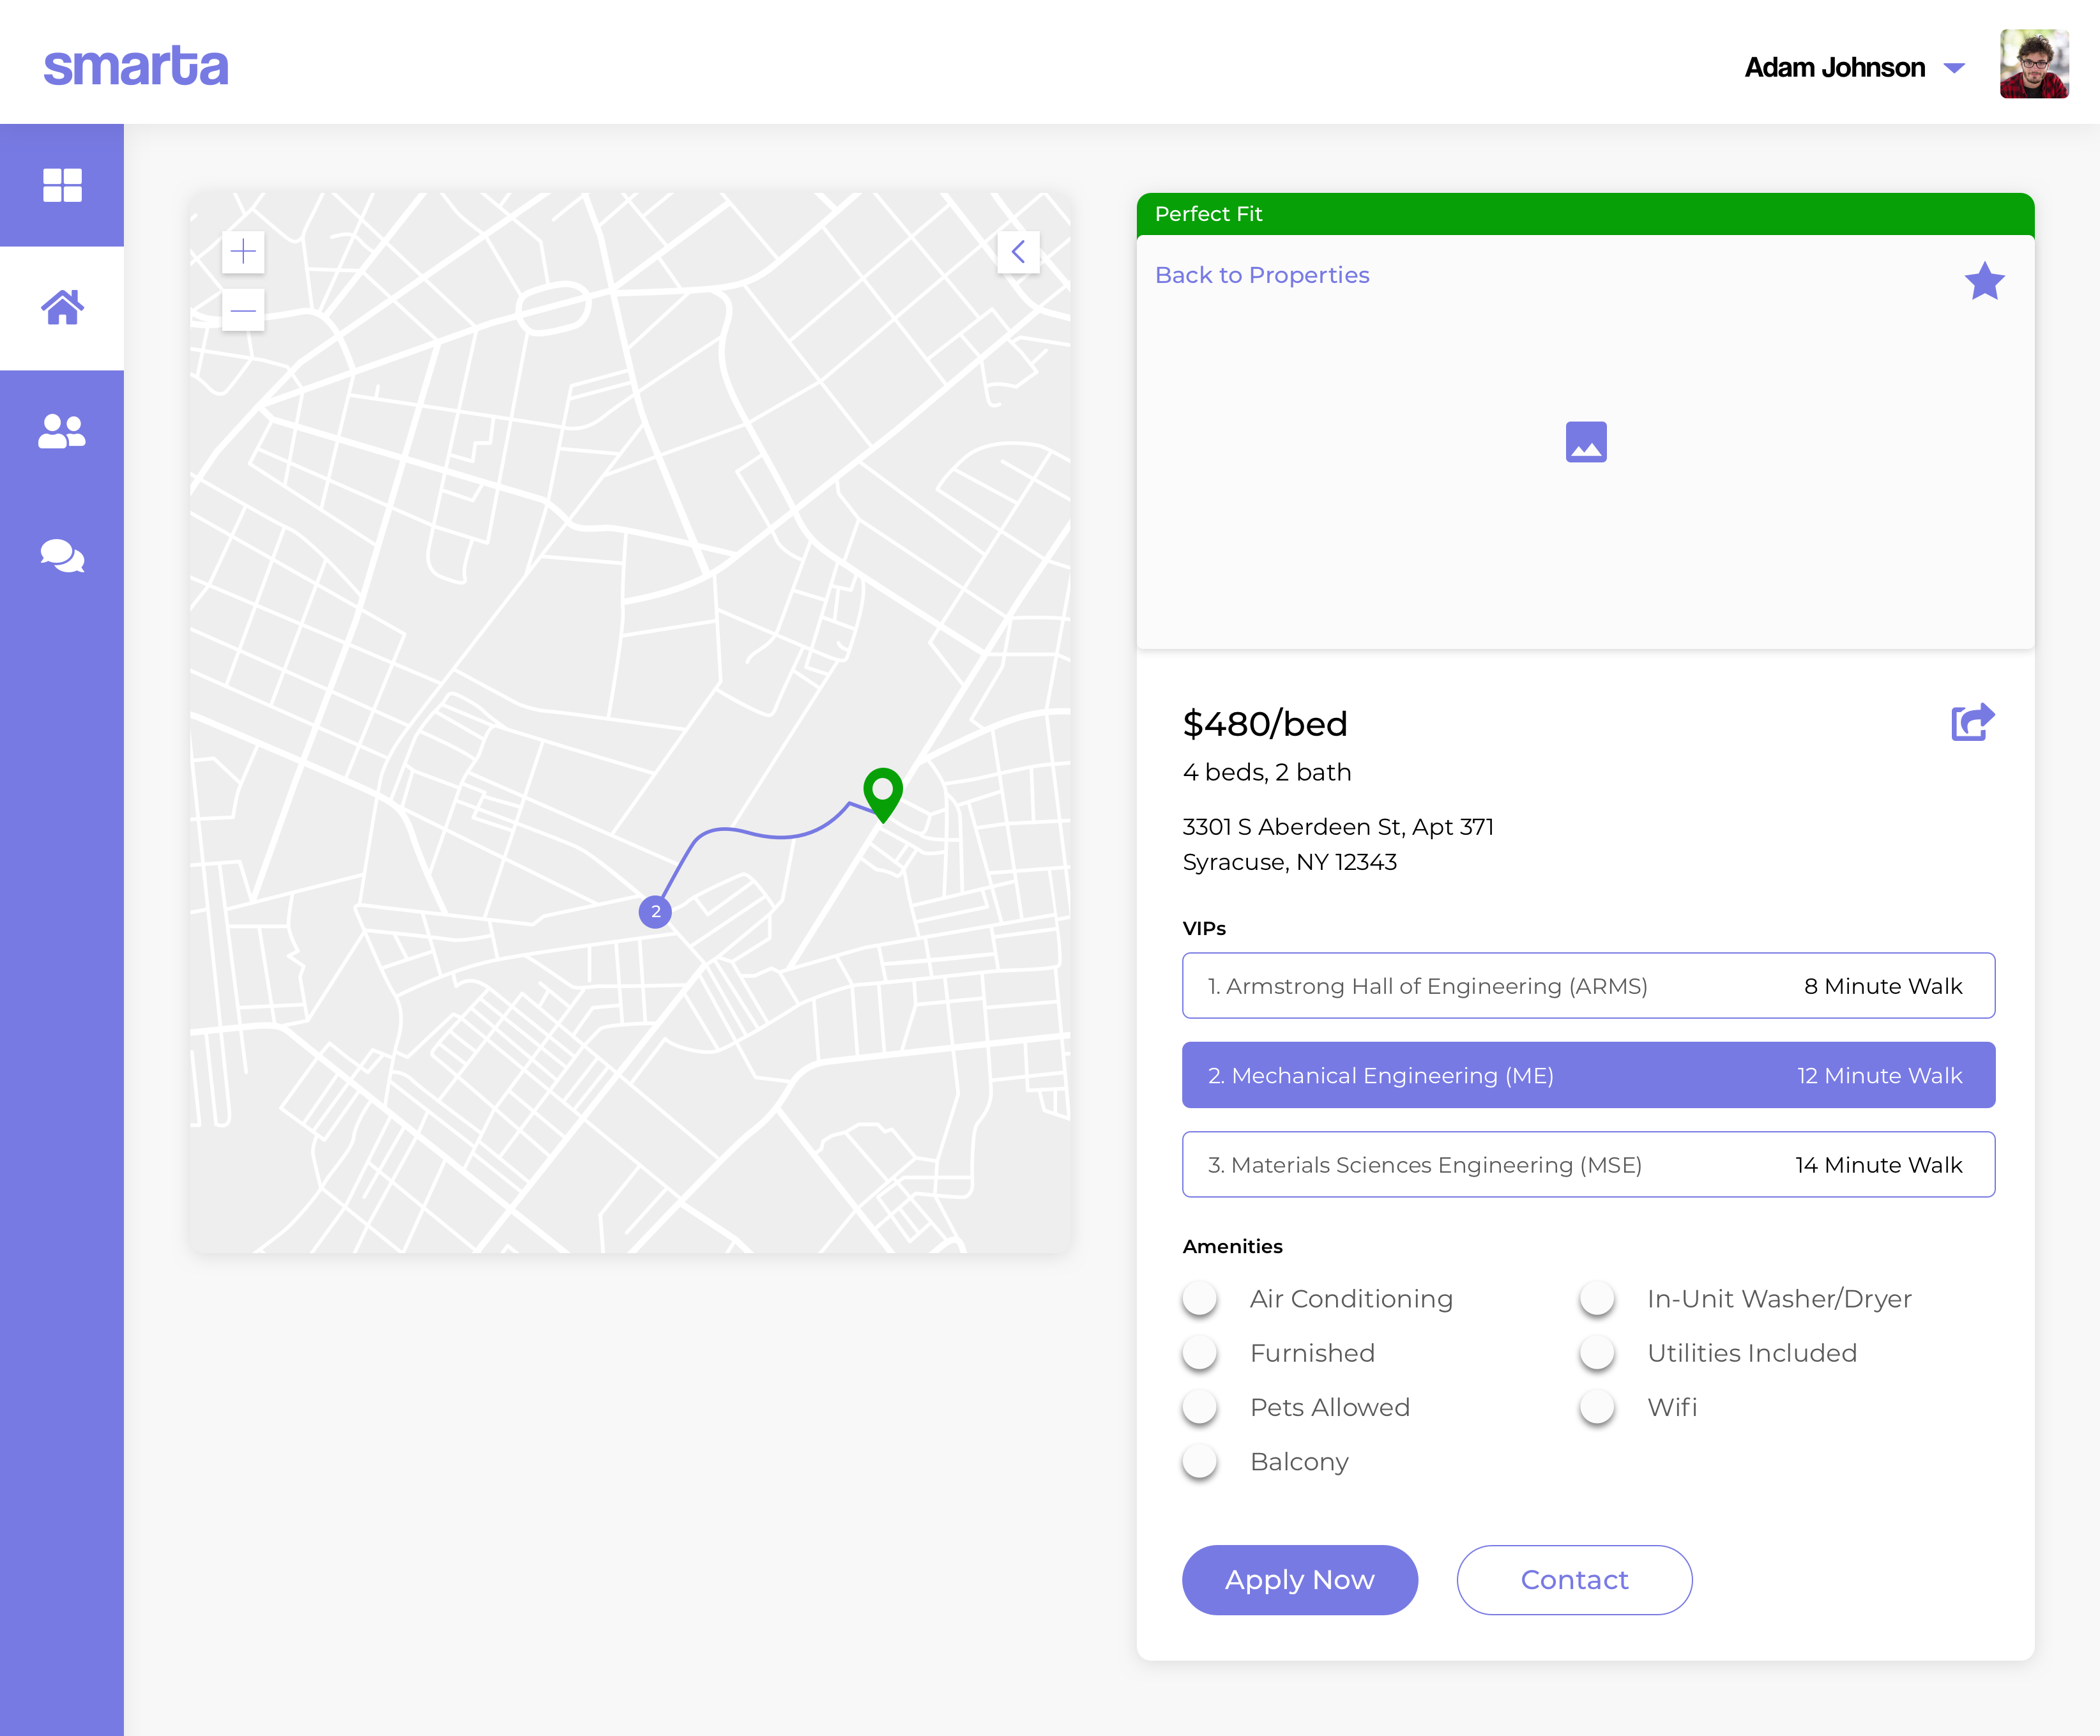 smarta
Adam Johnson
Perfect Fit
Back to Properties
2
$480/bed
4 beds, 2 bath
3301 S Aberdeen St, Apt 371
Syracuse, NY 12343
VIPs
1. Armstrong Hall of Engineering (ARMS) 8 Minute Walk
2. Mechanical Engineering (ME) 12 Minute Walk
3. Materials Sciences Engineering (MSE) 14 Minute Walk
Amenities
Air Conditioning In-Unit Washer/Dryer
Furnished Utilities Included
Pets Allowed Wifi
Balcony
Apply Now Contact